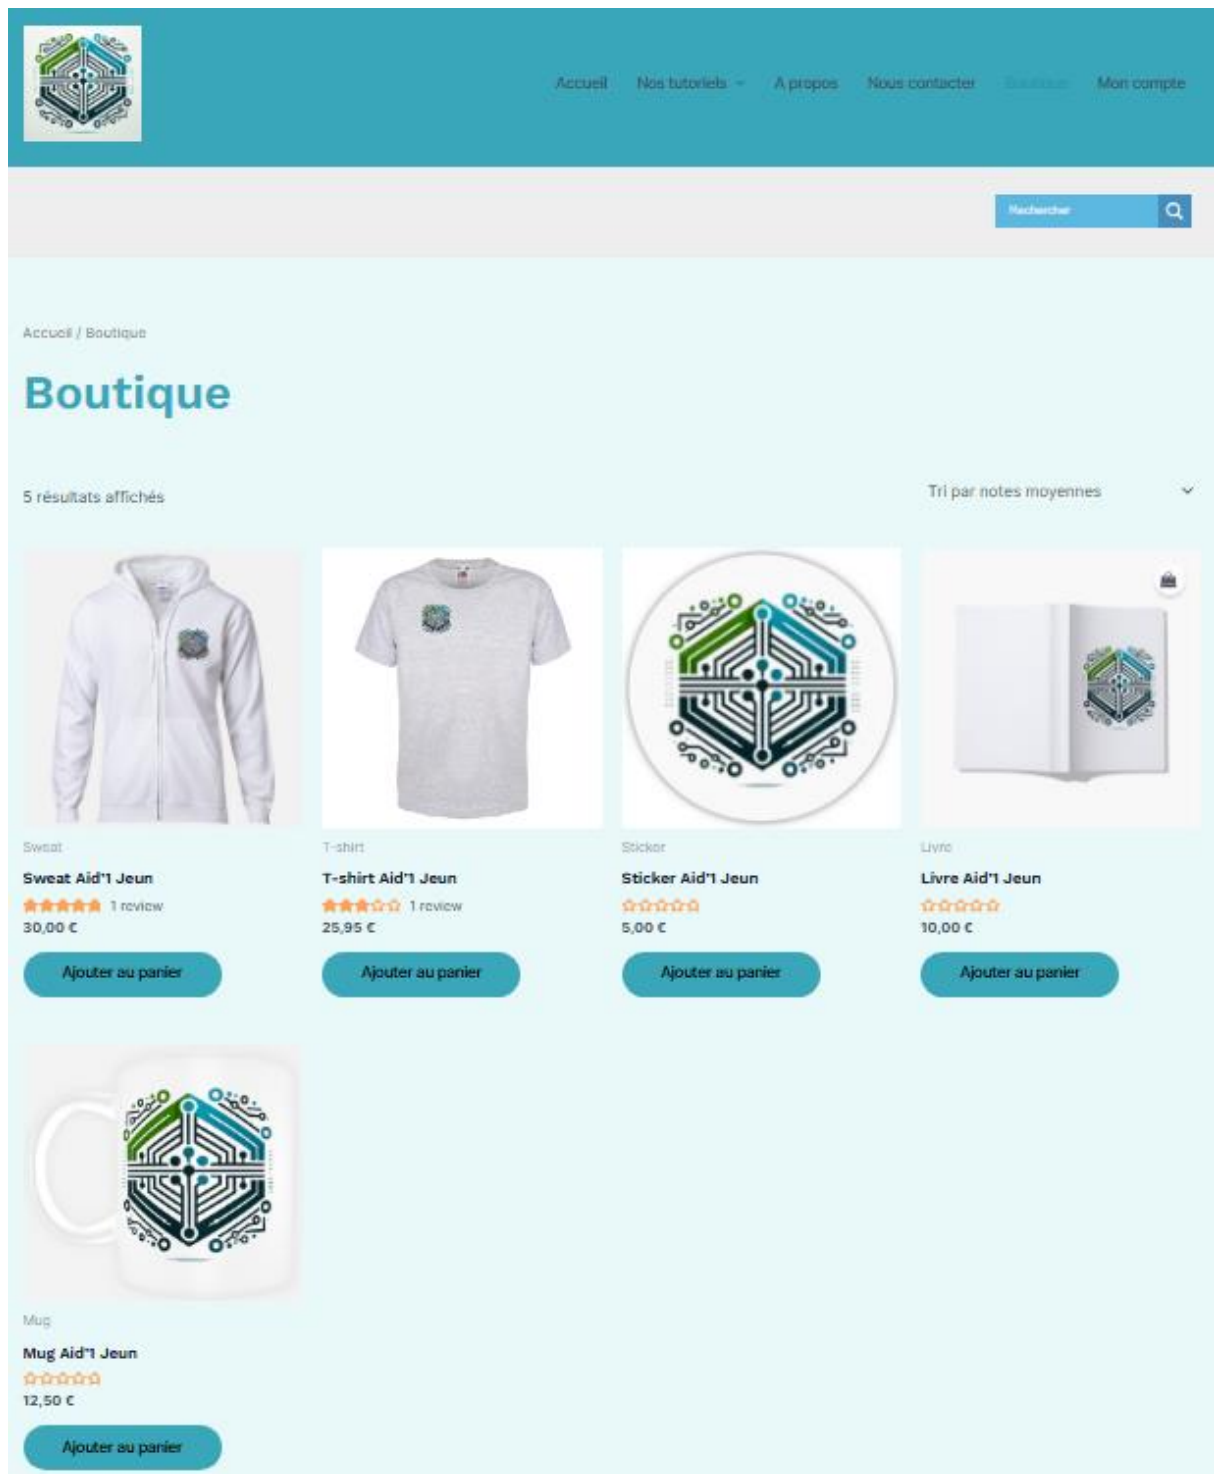 Accueil Nos tutoriels A propos Nous contacter Boutique Mon compte
Rechercher
Accueil / Boutique
Boutique
5 résultats affichés
Tri par notes moyennes
Sweat
Sweat Aid'1 Jeun
1 review
30,00 €
Ajouter au panier
T-shirt
T-shirt Aid'1 Jeun
1 review
25,95 €
Ajouter au panier
Sticker
Sticker Aid'1 Jeun
5,00 €
Ajouter au panier
Livre
Livre Aid'1 Jeun
10,00 €
Ajouter au panier
Mug
Mug Aid'1 Jeun
12,50 €
Ajouter au panier